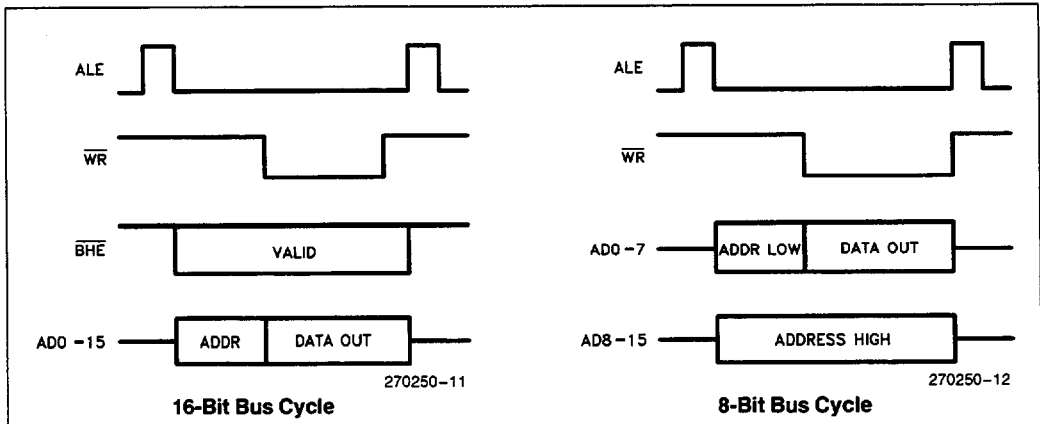 ALE
WR
BHE
VALID
AD0-15
ADDR
DATA OUT
270250-11
16-Bit Bus Cycle
ALE
WR
AD0-7
ADDR LOW
DATA OUT
AD8-15
ADDRESS HIGH
270250-12
8-Bit Bus Cycle